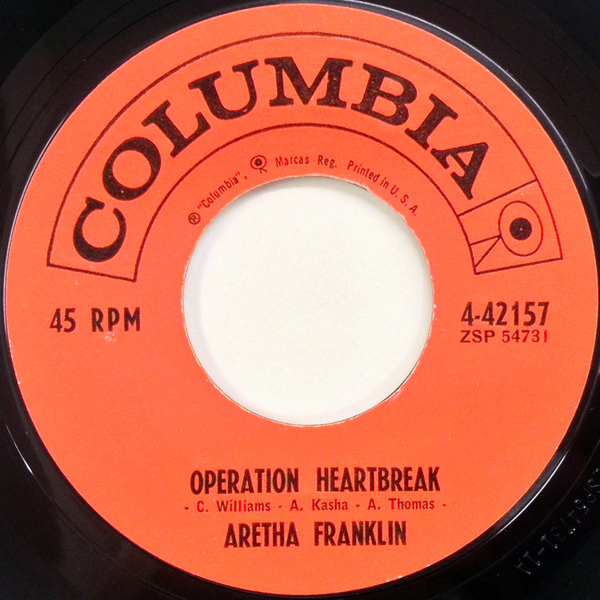 COLUMBIA
® "Columbia", Marcas Reg. Printed in U. S. A.
45 RPM
4-42157
ZSP 54731
OPERATION HEARTBREAK
- C. Williams - A. Kasha - A. Thomas -
ARETHA FRANKLIN